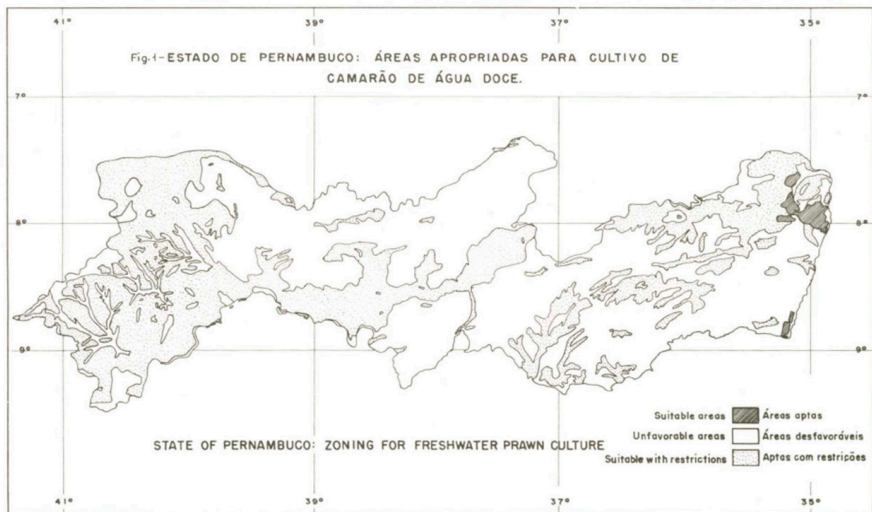 41° 39° 37° 35°
Fig.1-ESTADO DE PERNAMBUCO: ÁREAS APROPRIADAS PARA CULTIVO DE
CAMARÃO DE ÁGUA DOCE.
7° 7°
8° 8°
9° 9°
Suitable areas Áreas aptas
Unfavorable areas Áreas desfavoráveis
Suitable with restrictions Aptas com restrições
STATE OF PERNAMBUCO: ZONING FOR FRESHWATER PRAWN CULTURE
41° 39° 37° 35°